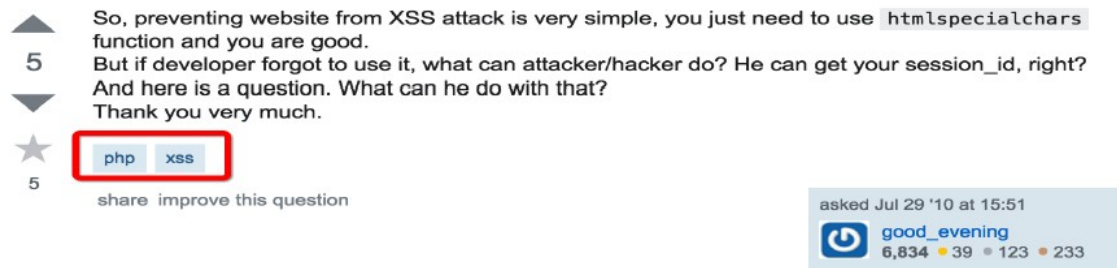 So, preventing website from XSS attack is very simple, you just need to use htmlspecialchars
function and you are good.
But if developer forgot to use it, what can attacker/hacker do? He can get your session_id, right?
And here is a question. What can he do with that?
Thank you very much.
5
5
php xss
share improve this question
asked Jul 29 '10 at 15:51
good_evening
6,834 39 123 233